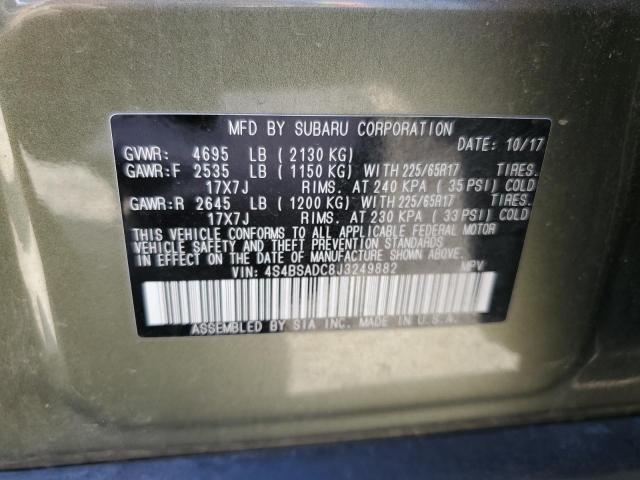 MFD BY SUBARU CORPORATION
DATE: 10/17
GVWR: 4695 LB (2130 KG)
GAWR:F 2535 LB (1150 KG) WITH 225/65R17 TIRES.
17X7J RIMS. AT 240 KPA (35 PSI) COLD
GAWR:R 2645 LB (1200 KG) WITH 225/65R17 TIRES.
17X7J RIMS. AT 230 KPA (33 PSI) COLD
THIS VEHICLE CONFORMS TO ALL APPLICABLE FEDERAL MOTOR
VEHICLE SAFETY AND THEFT PREVENTION STANDARDS
IN EFFECT ON THE DATE OF MANUFACTURE SHOWN ABOVE.
VIN: 4S4BSADC8J3249882 MPV
ASSEMBLED BY SIA INC. MADE IN U.S.A.